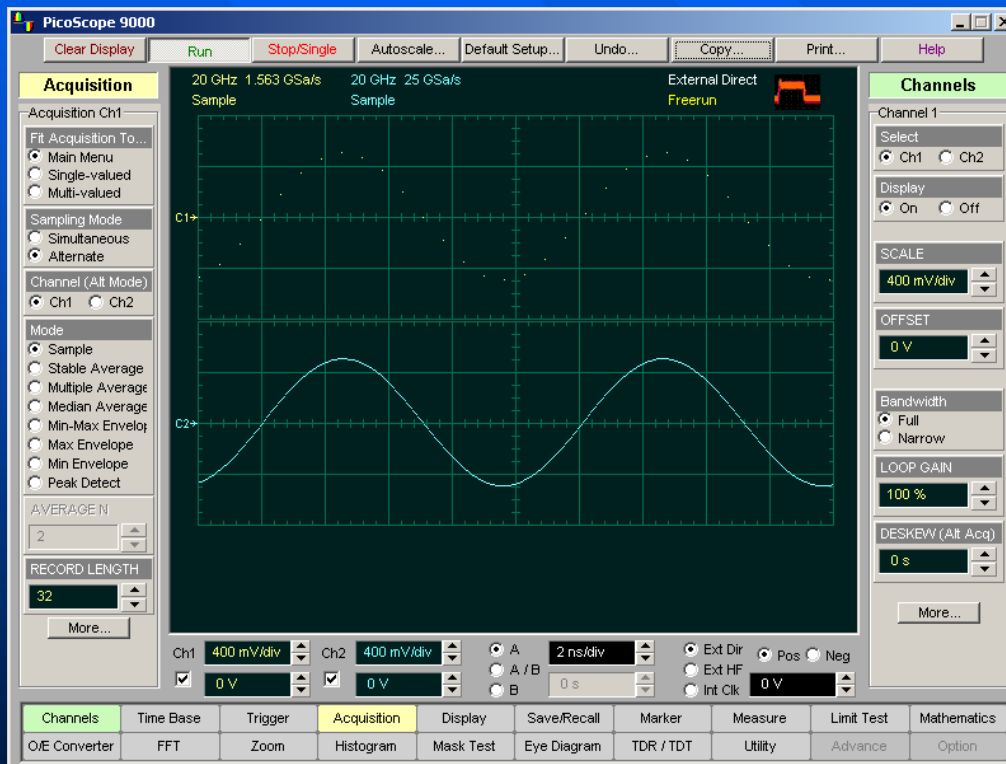 PicoScope 9000
Clear Display Run Stop/Single Autoscale... Default Setup... Undo... Copy... Print... Help
Acquisition
Acquisition Ch1
Fit Acquisition To...
Main Menu
Single-valued
Multi-valued
Sampling Mode
Simultaneous
Alternate
Channel (Alt Mode)
Ch1 Ch2
Mode
Sample
Stable Average
Multiple Average
Median Average
Min-Max Envelop
Max Envelope
Min Envelope
Peak Detect
AVERAGE N
2
RECORD LENGTH
32
More...
20 GHz 1.563 GSa/s 20 GHz 25 GSa/s External Direct
Sample Sample Freerun
C1
C2
Channels
Channel 1
Select
Ch1 Ch2
Display
On Off
SCALE
400 mV/div
OFFSET
0 V
Bandwidth
Full
Narrow
LOOP GAIN
100 %
DESKEW (Alt Acq)
0 s
More...
Ch1 400 mV/div Ch2 400 mV/div A 2 ns/div Ext Dir Pos Neg
A / B Ext HF
0 V 0 V B 0 s Int Clk 0 V
Channels Time Base Trigger Acquisition Display Save/Recall Marker Measure Limit Test Mathematics
O/E Converter FFT Zoom Histogram Mask Test Eye Diagram TDR / TDT Utility Advance Option